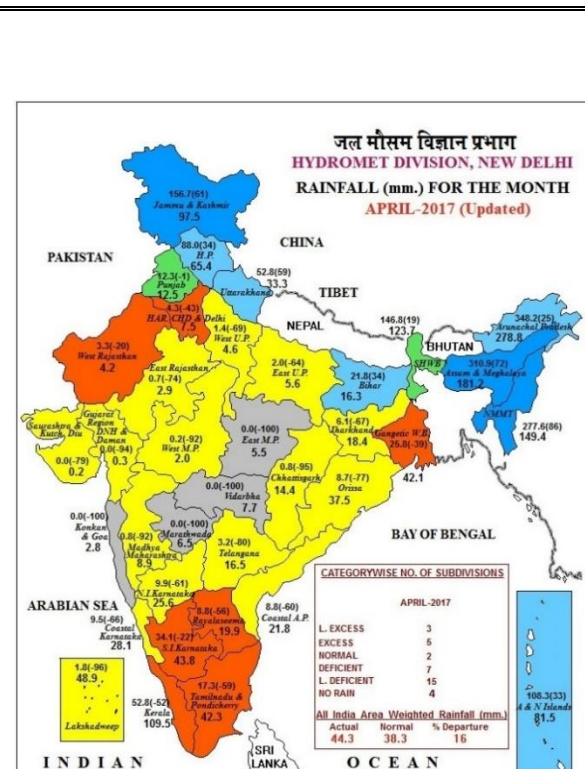 जल मौसम विज्ञान प्रभाग
HYDROMET DIVISION, NEW DELHI
RAINFALL (mm.) FOR THE MONTH
APRIL-2017 (Updated)
156.7(61)
Jammu & Kashmir
97.5
CHINA
88.0(34)
H.P.
65.4
PAKISTAN
12.3(-1)
Punjab
12.5
52.8(59)
33.3
Uttarakhand
TIBET
4.3(-43)
HAR. CHD & Delhi
7.5
1.4(-69)
West U.P.
4.6
NEPAL
146.8(19)
123.7
348.2(25)
Arunachal Pradesh
278.8
BHUTAN
SHWB
3.3(-20)
West Rajasthan
4.2
East Rajasthan
0.7(-74)
2.9
2.0(-64)
East U.P.
5.6
21.8(34)
Bihar
16.3
310.9(72)
Assam & Meghalaya
181.2
NMMT
277.6(86)
149.4
Saurashtra &
Kutch, Diu
0.0(-79)
0.2
Gujarat
Region
DNH &
Daman
0.0(-94)
0.3
0.2(-92)
West M.P.
2.0
0.0(-100)
East M.P.
5.5
6.1(-67)
Jharkhand
18.4
Gangetic W.B.
25.8(-39)
42.1
0.8(-95)
Chhattisgarh
14.4
8.7(-77)
Orissa
37.5
0.0(-100)
Vidarbha
7.7
0.0(-100)
Konkan
& Goa
2.8
0.8(-92)
Madhya
Maharashtra
8.9
0.0(-100)
Marathwada
6.5
3.2(-80)
Telangana
16.5
BAY OF BENGAL
9.9(-61)
N.I.Karnataka
25.6
ARABIAN SEA
9.5(-66)
Coastal
Karnataka
28.1
8.8(-56)
Rayalaseema
19.9
8.8(-60)
Coastal A.P.
21.8
34.1(-22)
S.I.Karnataka
43.8
1.8(-96)
48.9
Lakshadweep
52.8(-52)
Kerala
109.5
17.3(-59)
Tamilnadu &
Pondicherry
42.3
CATEGORYWISE NO. OF SUBDIVISIONS
APRIL-2017
L. EXCESS 3
EXCESS 5
NORMAL 2
DEFICIENT 7
L. DEFICIENT 15
NO RAIN 4
All India Area Weighted Rainfall (mm.)
Actual Normal % Departure
44.3 38.3 16
108.3(33)
A & N Islands
81.5
SRI
LANKA
INDIAN OCEAN